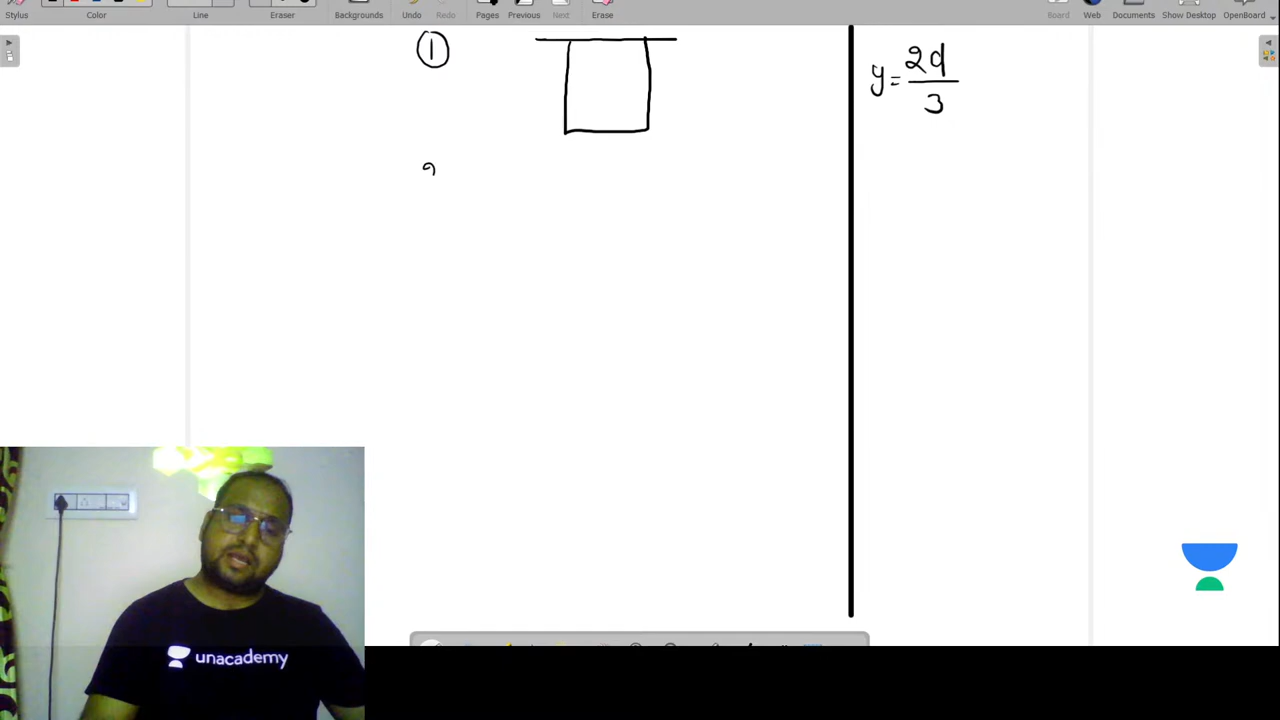 Stylus
Color
Line
Eraser
Backgrounds
Undo
Redo
Pages
Previous
Next
Erase
Board
Web
Documents
Show Desktop
OpenBoard
①
y = 2d/3
unacademy